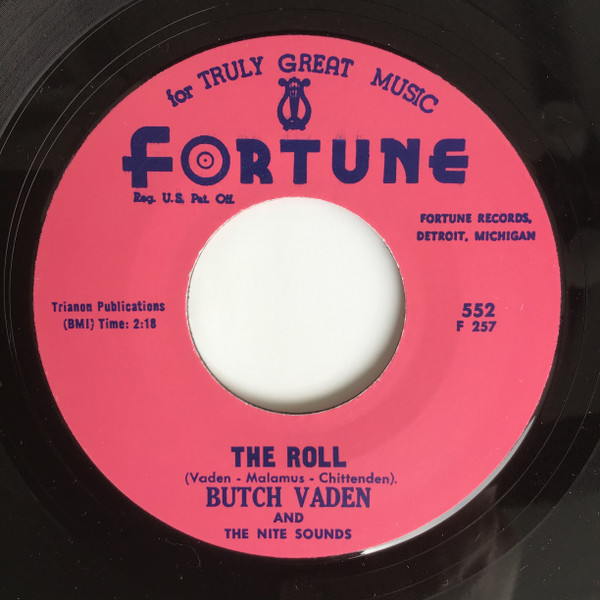 for TRULY GREAT MUSIC
FORTUNE
Reg. U.S. Pat. Off.
FORTUNE RECORDS,
DETROIT, MICHIGAN
Trianon Publications
(BMI) Time: 2:18
552
F 257
THE ROLL
(Vaden - Malamus - Chittenden).
BUTCH VADEN
AND
THE NITE SOUNDS